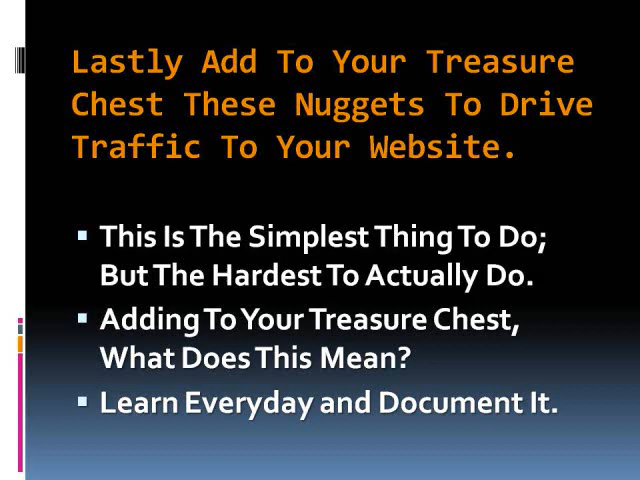 Lastly Add To Your Treasure
Chest These Nuggets To Drive
Traffic To Your Website.
This Is The Simplest Thing To Do;
But The Hardest To Actually Do.
Adding To Your Treasure Chest,
What Does This Mean?
Learn Everyday and Document It.